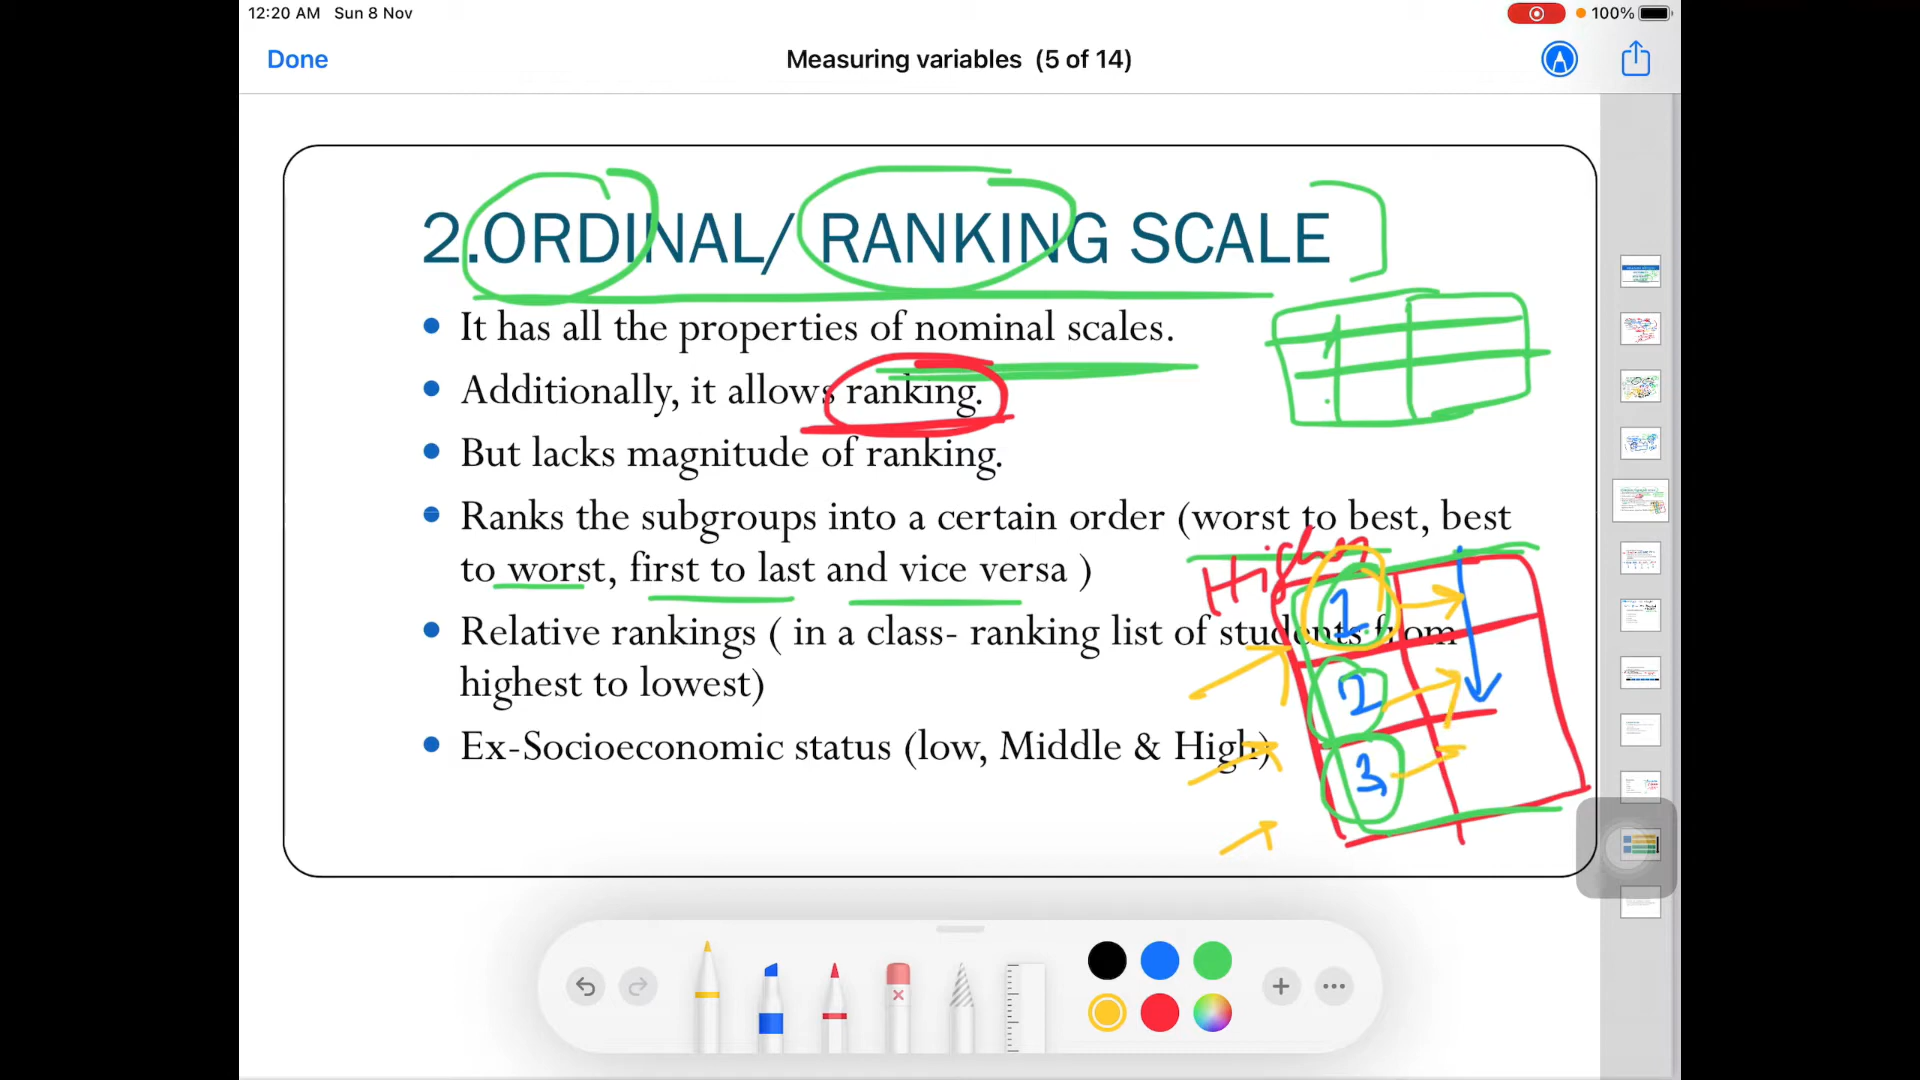 12:20 AM Sun 8 Nov
100%
Done
Measuring variables (5 of 14)
2.ORDINAL/ RANKING SCALE
It has all the properties of nominal scales.
Additionally, it allows ranking.
But lacks magnitude of ranking.
Ranks the subgroups into a certain order (worst to best, best
to worst, first to last and vice versa )
Relative rankings ( in a class- ranking list of students from
highest to lowest)
Ex-Socioeconomic status (low, Middle & High)
1
2
3